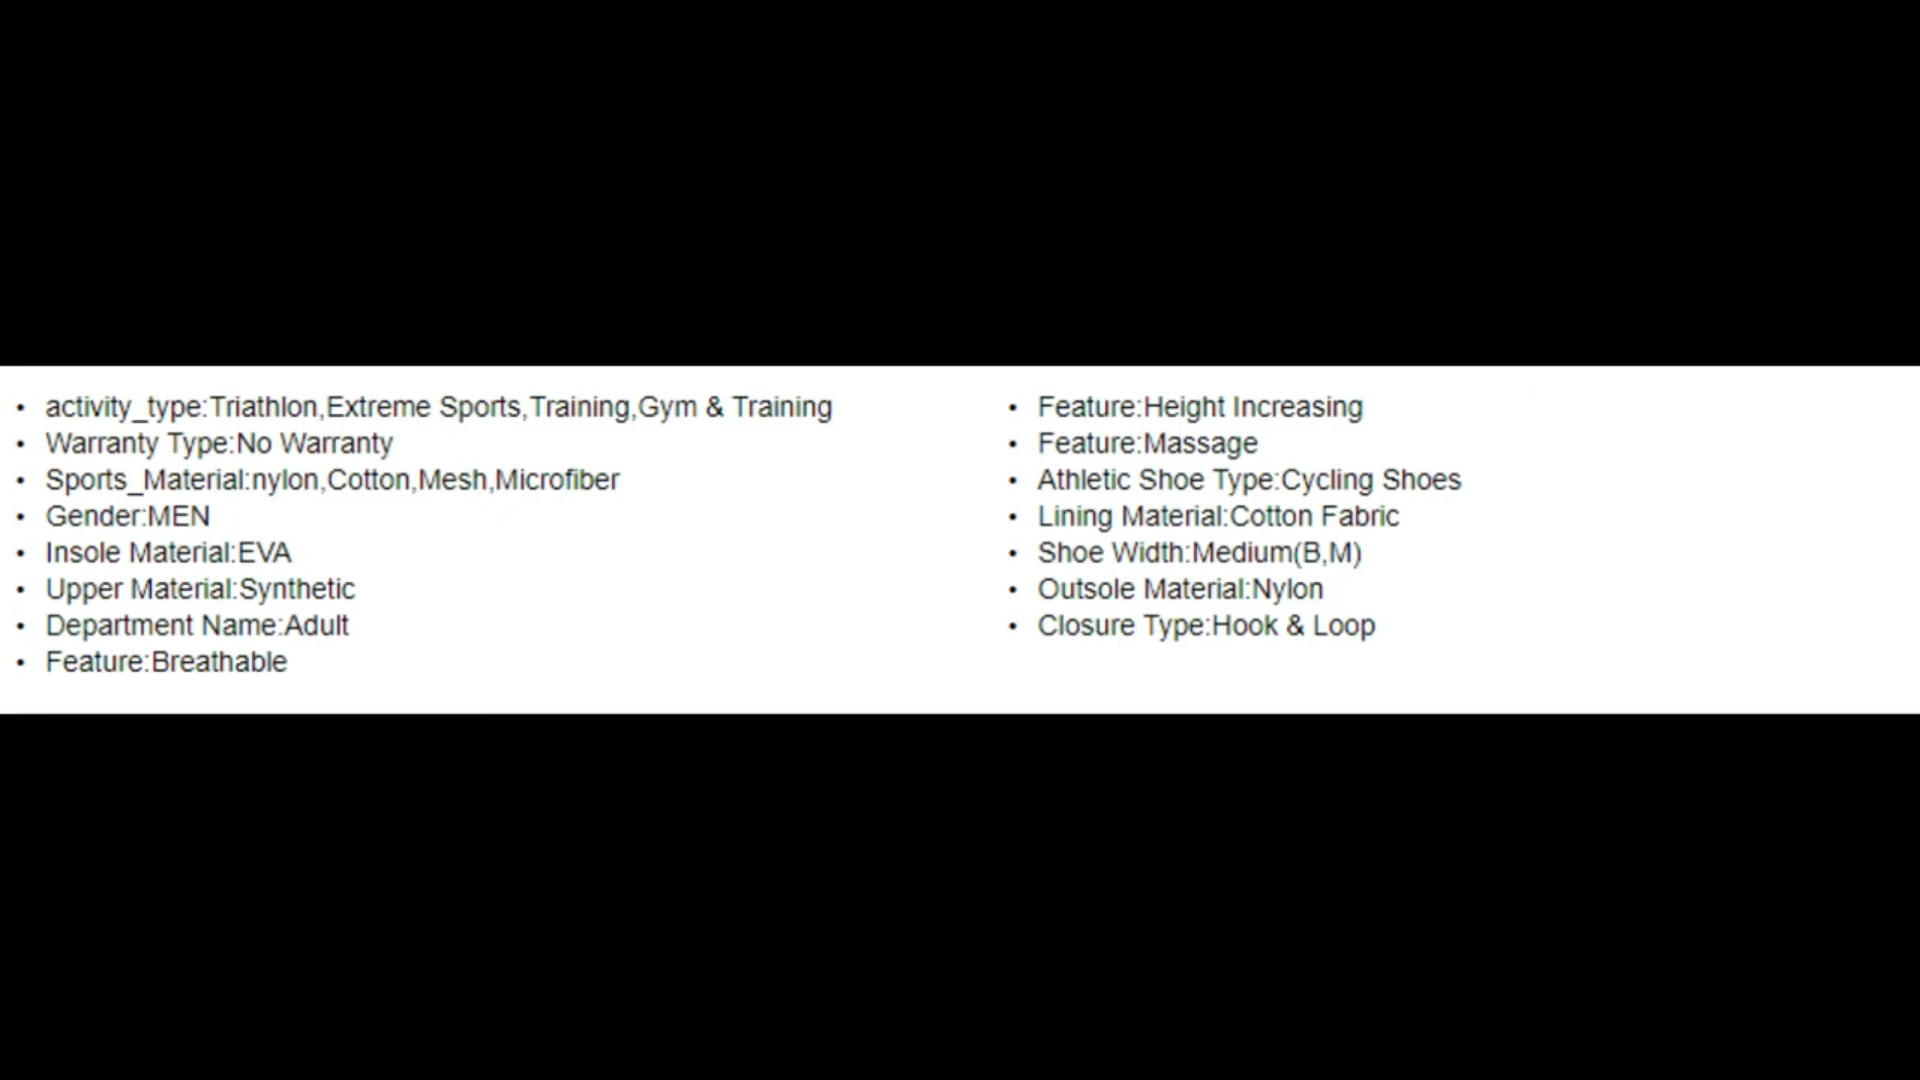 • activity_type:Triathlon,Extreme Sports,Training,Gym & Training
• Warranty Type:No Warranty
• Sports_Material:nylon,Cotton,Mesh,Microfiber
• Gender:MEN
• Insole Material:EVA
• Upper Material:Synthetic
• Department Name:Adult
• Feature:Breathable
• Feature:Height Increasing
• Feature:Massage
• Athletic Shoe Type:Cycling Shoes
• Lining Material:Cotton Fabric
• Shoe Width:Medium(B,M)
• Outsole Material:Nylon
• Closure Type:Hook & Loop